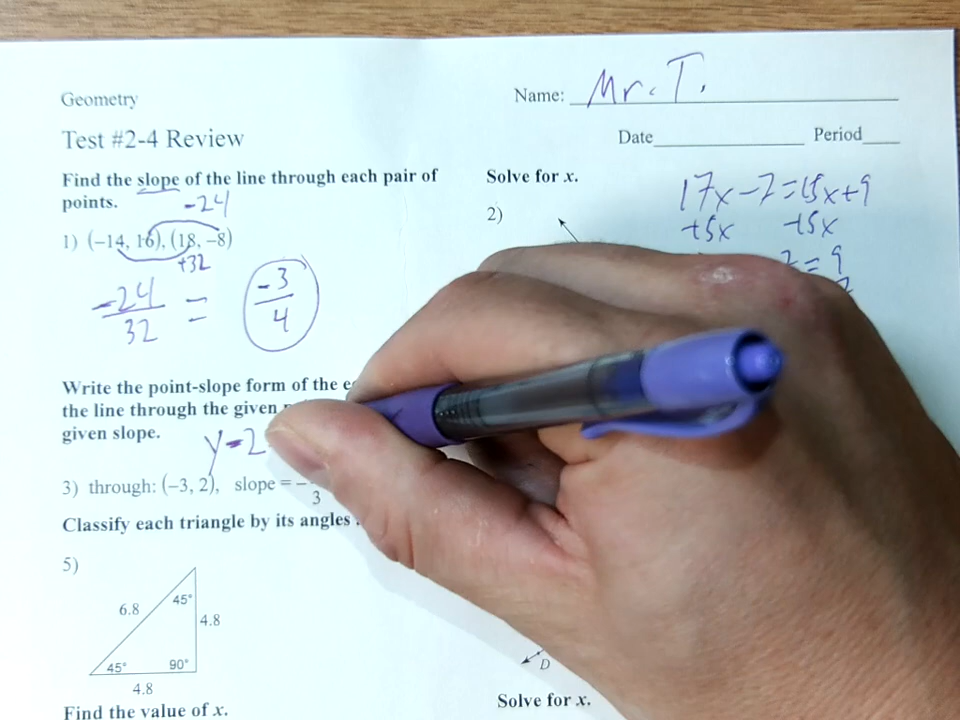 Geometry
Name: Mr. T.
Test #2-4 Review
Date Period
Find the slope of the line through each pair of
points.
-24
1) (−14, 16), (18, −8)
+32
-24/32 = -3/4
Solve for x.
2)
17x-7=15x+9
+5x -15x
=9
Write the point-slope form of the
the line through the given
given slope.
y-2
3) through: (−3, 2), slope = −
3
Classify each triangle by its angles
5)
45°
6.8
4.8
45°
90°
4.8
D
Find the value of x.
Solve for x.